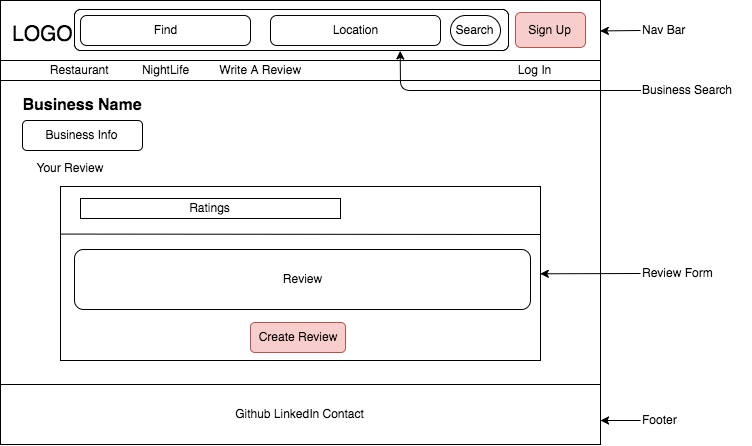 LOGO
Find
Location
Search
Sign Up
Nav Bar
Restaurant
NightLife
Write A Review
Log In
Business Search
Business Name
Business Info
Your Review
Ratings
Review
Review Form
Create Review
Github LinkedIn Contact
Footer